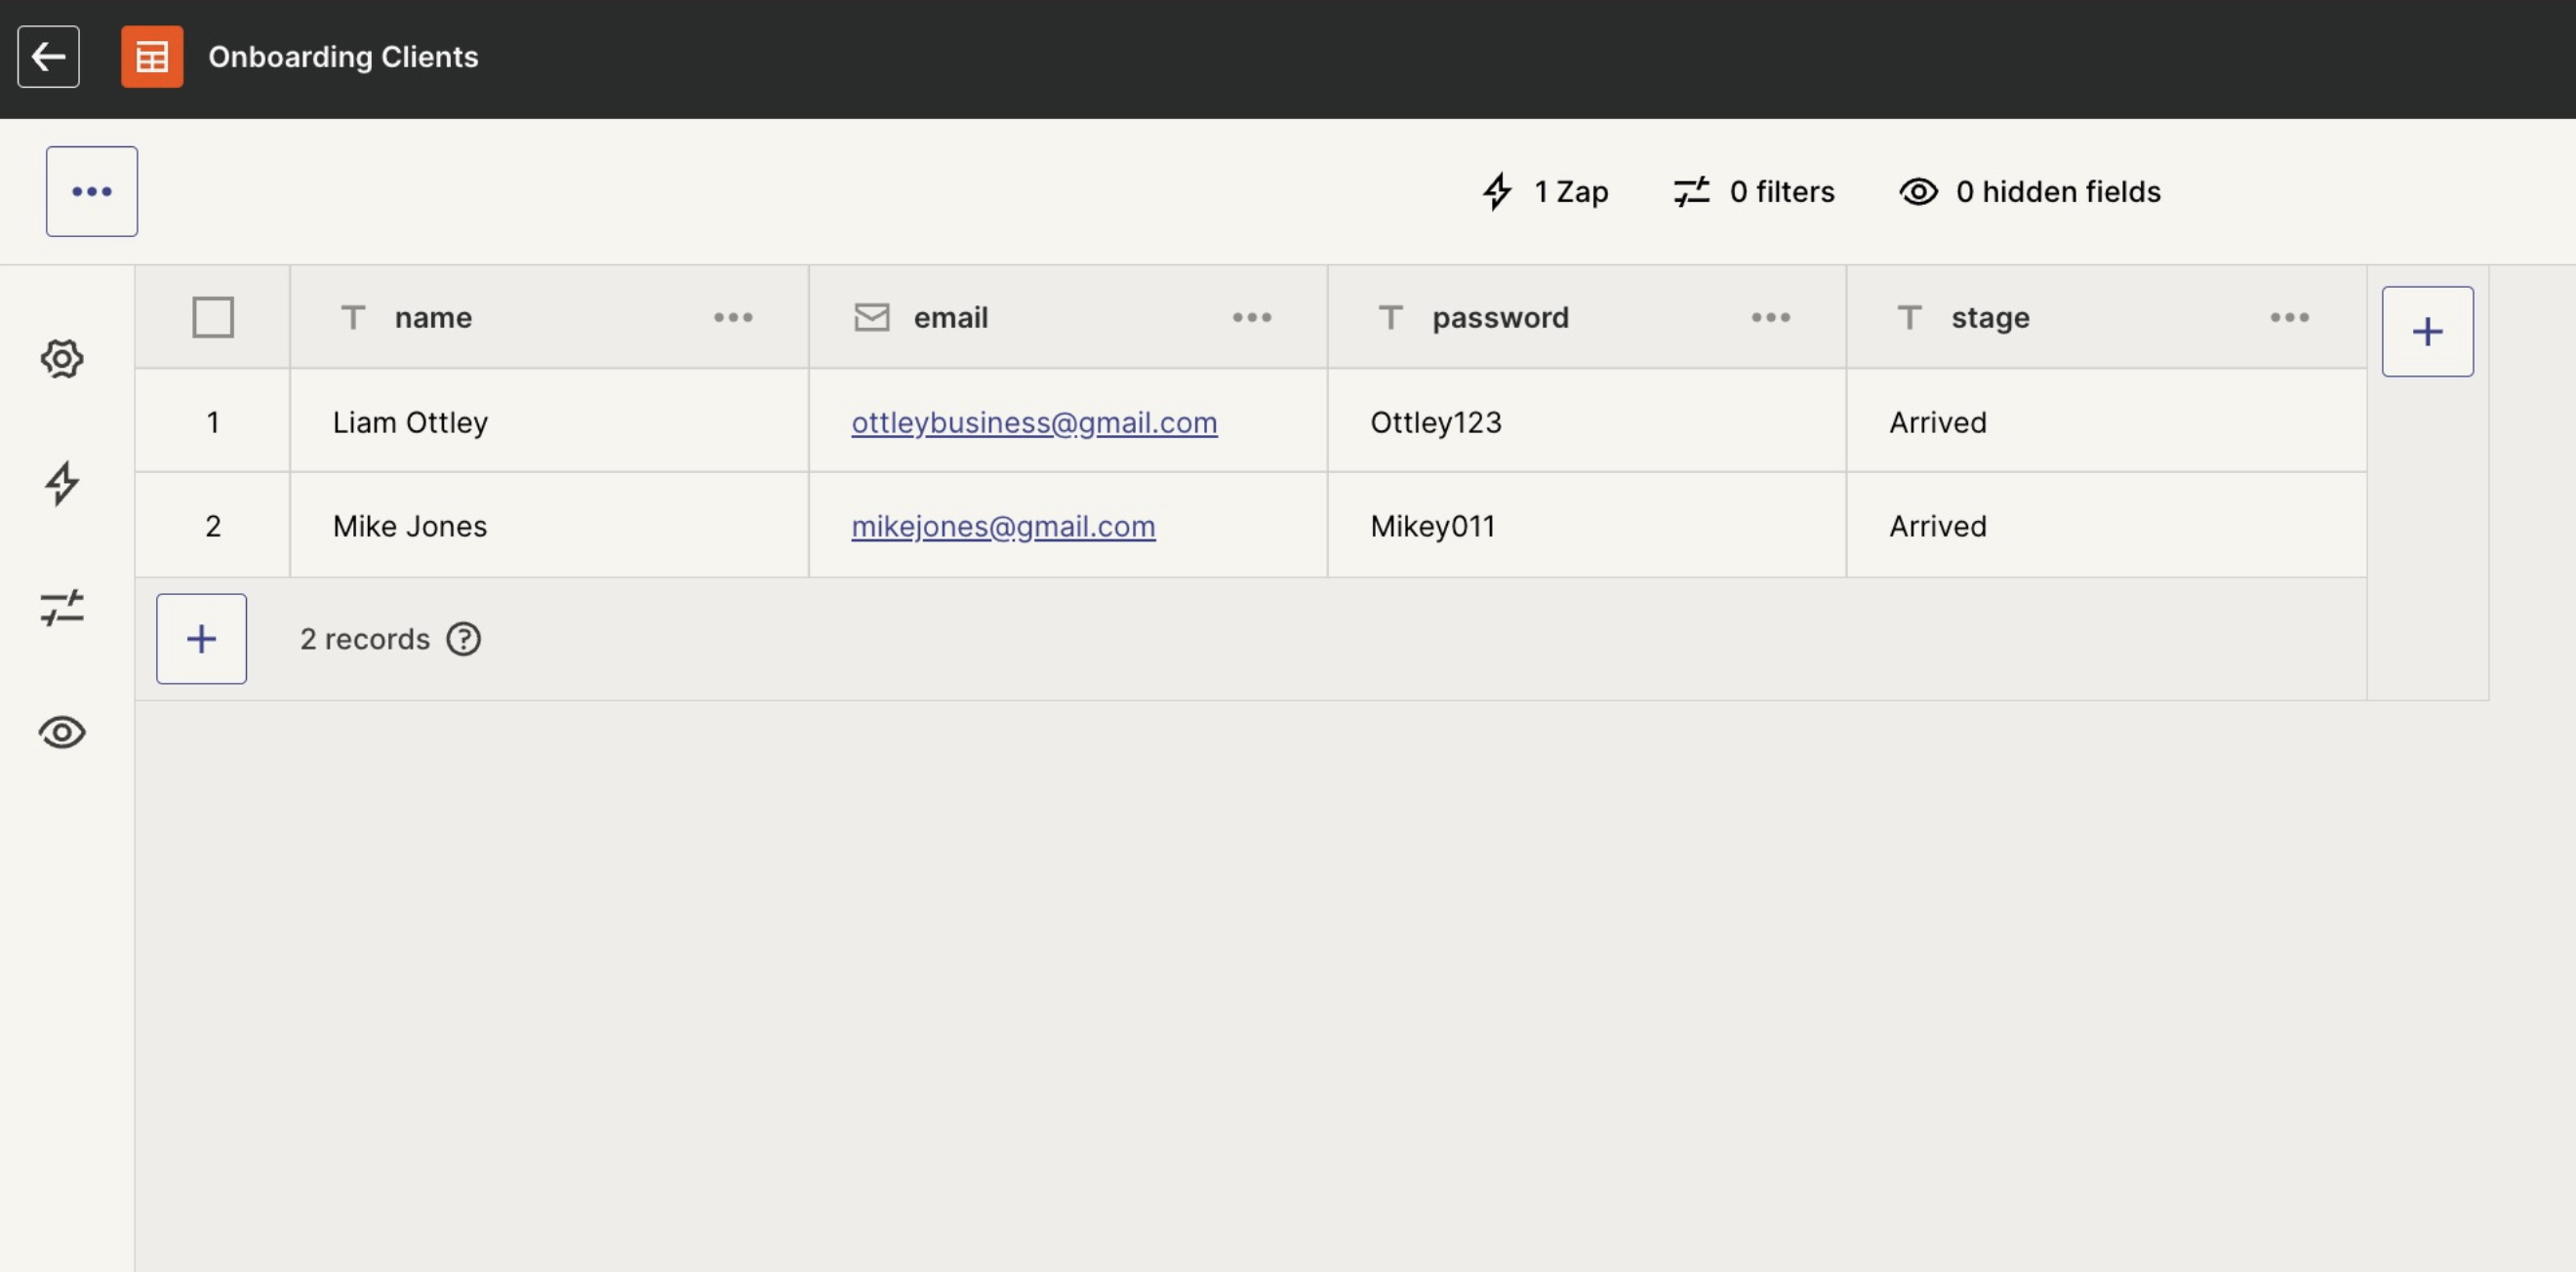 Onboarding Clients
1 Zap 0 filters 0 hidden fields
name email password stage
1 Liam Ottley ottleybusiness@gmail.com Ottley123 Arrived
2 Mike Jones mikejones@gmail.com Mikey011 Arrived
2 records